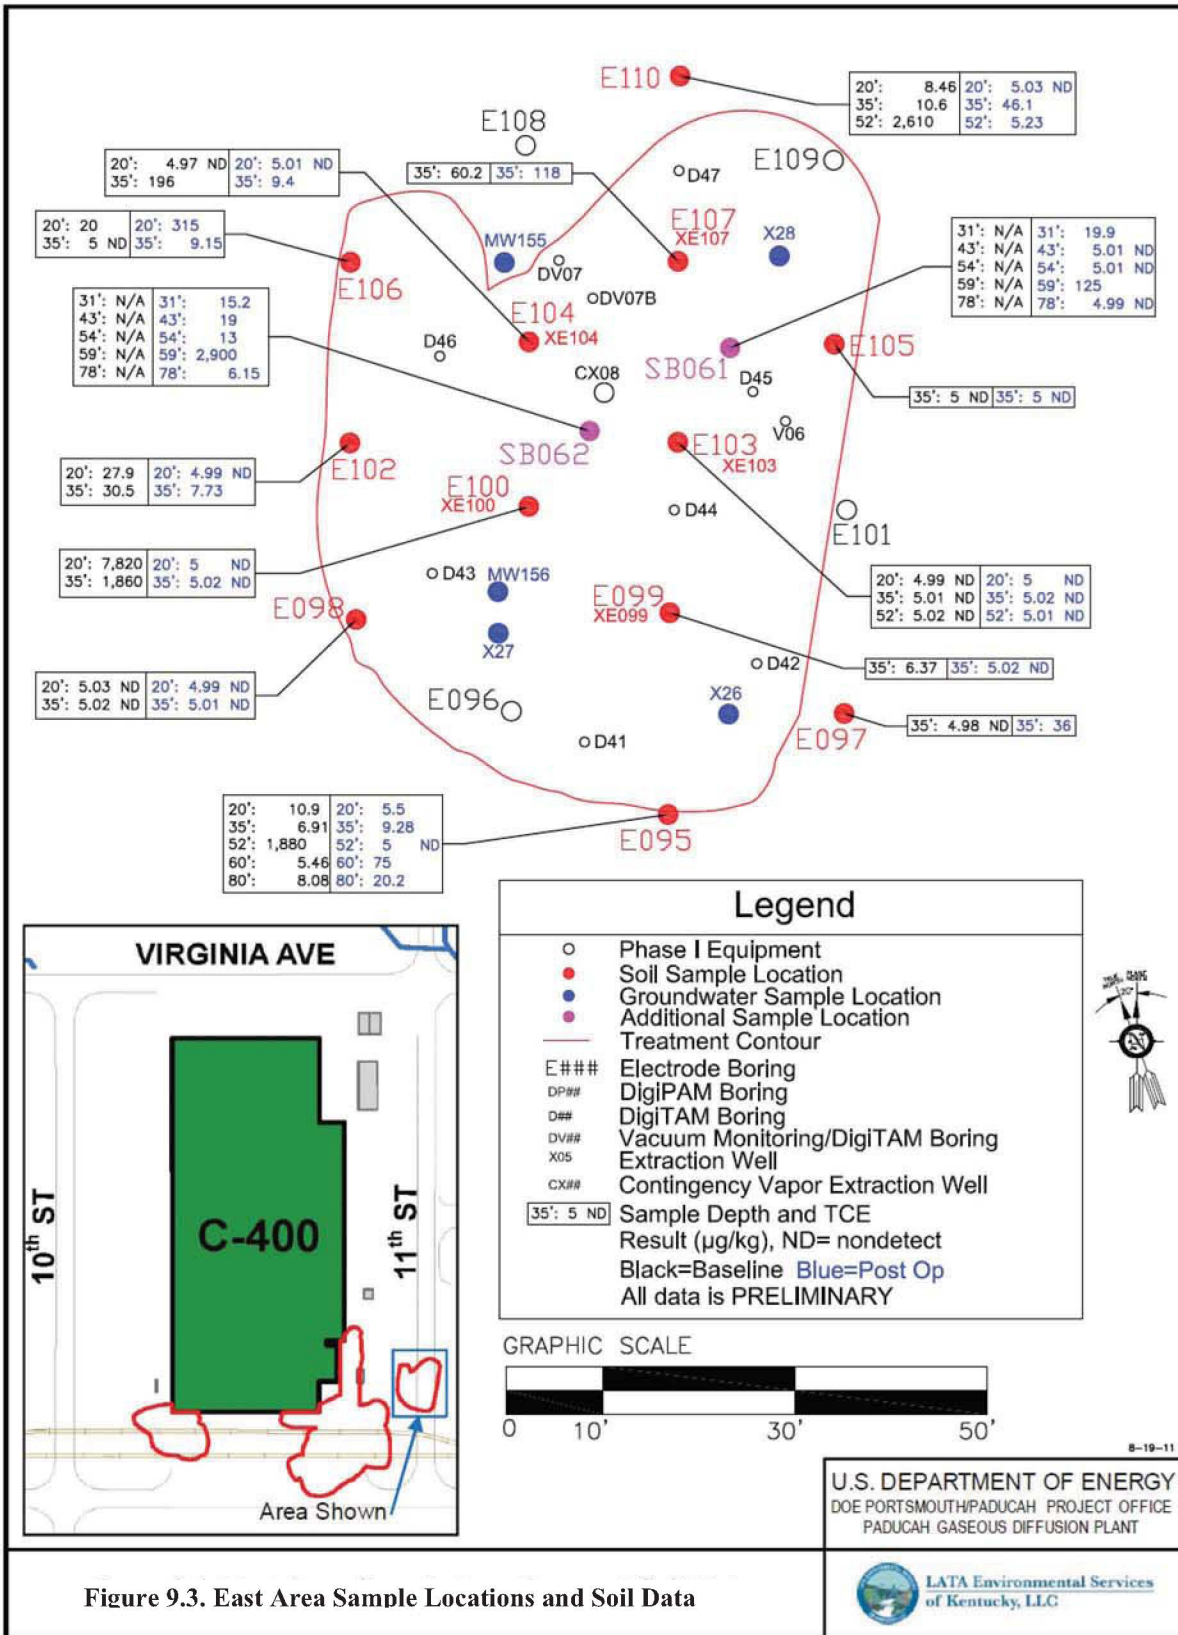 E110
20': 8.46 20': 5.03 ND
35': 10.6 35': 46.1
52': 2,610 52': 5.23
E108
E109
20': 4.97 ND 20': 5.01 ND
35': 196 35': 9.4
35': 60.2 35': 118
D47
20': 20 20': 315
35': 5 ND 35': 9.15
E107
XE107
X28
MW155
DV07
31': N/A 31': 19.9
43': N/A 43': 5.01 ND
54': N/A 54': 5.01 ND
59': N/A 59': 125
78': N/A 78': 4.99 ND
E106
DV07B
31': N/A 31': 15.2
43': N/A 43': 19
54': N/A 54': 13
59': N/A 59': 2,900
78': N/A 78': 6.15
E104
XE104
D46
SB061
E105
CX08
D45
35': 5 ND 35': 5 ND
V06
SB062
E103
XE103
E102
20': 27.9 20': 4.99 ND
35': 30.5 35': 7.73
E100
XE100
D44
E101
20': 7,820 20': 5 ND
35': 1,860 35': 5.02 ND
D43
MW156
20': 4.99 ND 20': 5 ND
35': 5.01 ND 35': 5.02 ND
52': 5.02 ND 52': 5.01 ND
E098
E099
XE099
X27
D42
35': 6.37 35': 5.02 ND
20': 5.03 ND 20': 4.99 ND
35': 5.02 ND 35': 5.01 ND
E096
X26
E097
35': 4.98 ND 35': 36
D41
20': 10.9 20': 5.5
35': 6.91 35': 9.28
52': 1,880 52': 5 ND
60': 5.46 60': 75
80': 8.08 80': 20.2
E095
Legend
Phase I Equipment
Soil Sample Location
Groundwater Sample Location
Additional Sample Location
Treatment Contour
E### Electrode Boring
DP## DigiPAM Boring
D## DigiTAM Boring
DV## Vacuum Monitoring/DigiTAM Boring
X05 Extraction Well
CX## Contingency Vapor Extraction Well
35': 5 ND Sample Depth and TCE
Result (µg/kg), ND= nondetect
Black=Baseline Blue=Post Op
All data is PRELIMINARY
TRUE NORTH
PLANT NORTH
20°
N
VIRGINIA AVE
10th ST
C-400
11th ST
Area Shown
GRAPHIC SCALE
0 10' 30' 50'
8-19-11
U.S. DEPARTMENT OF ENERGY
DOE PORTSMOUTH/PADUCAH PROJECT OFFICE
PADUCAH GASEOUS DIFFUSION PLANT
Figure 9.3. East Area Sample Locations and Soil Data
LATA Environmental Services
of Kentucky, LLC